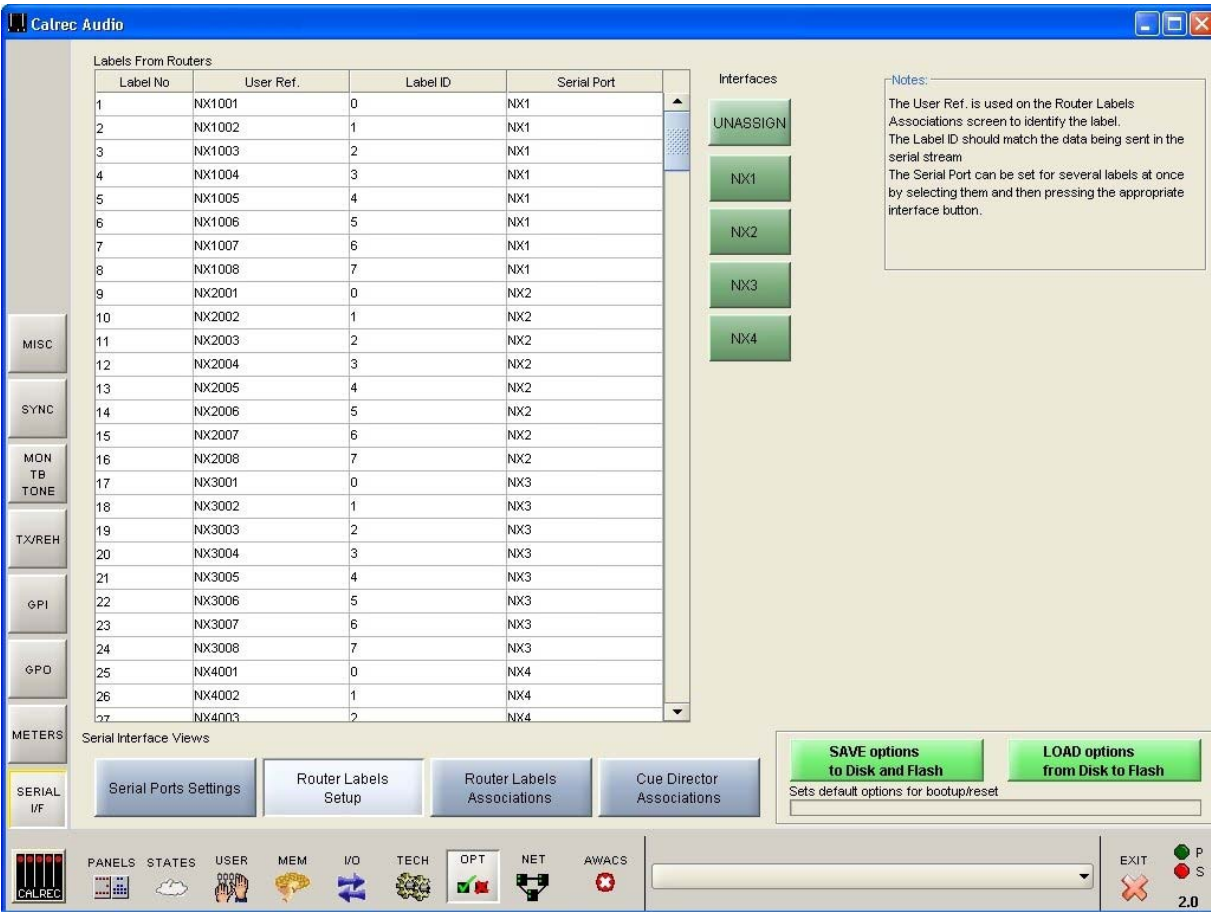 Calrec Audio
Labels From Routers
Label No User Ref. Label ID Serial Port
1 NX1001 0 NX1
2 NX1002 1 NX1
3 NX1003 2 NX1
4 NX1004 3 NX1
5 NX1005 4 NX1
6 NX1006 5 NX1
7 NX1007 6 NX1
8 NX1008 7 NX1
9 NX2001 0 NX2
10 NX2002 1 NX2
11 NX2003 2 NX2
12 NX2004 3 NX2
13 NX2005 4 NX2
14 NX2006 5 NX2
15 NX2007 6 NX2
16 NX2008 7 NX2
17 NX3001 0 NX3
18 NX3002 1 NX3
19 NX3003 2 NX3
20 NX3004 3 NX3
21 NX3005 4 NX3
22 NX3006 5 NX3
23 NX3007 6 NX3
24 NX3008 7 NX3
25 NX4001 0 NX4
26 NX4002 1 NX4
27 NX4003 2 NX4
Interfaces
UNASSIGN
NX1
NX2
NX3
NX4
Notes:
The User Ref. is used on the Router Labels
Associations screen to identify the label.
The Label ID should match the data being sent in the
serial stream
The Serial Port can be set for several labels at once
by selecting them and then pressing the appropriate
interface button.
MISC
SYNC
MON
TB
TONE
TX/REH
GPI
GPO
METERS
SERIAL
I/F
Serial Interface Views
Serial Ports Settings
Router Labels
Setup
Router Labels
Associations
Cue Director
Associations
SAVE options
to Disk and Flash
LOAD options
from Disk to Flash
Sets default options for bootup/reset
CALREC
PANELS STATES USER MEM I/O TECH OPT NET AWACS
EXIT
P
S
2.0